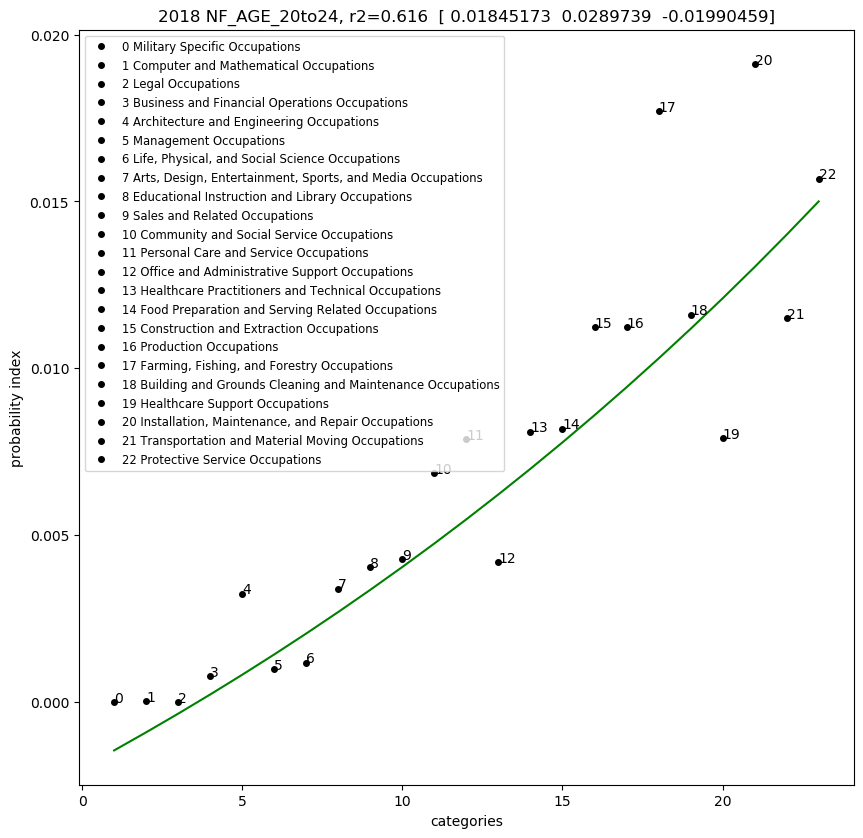 2018 NF_AGE_20to24, r2=0.616 [ 0.01845173 0.0289739 -0.01990459]
0 Military Specific Occupations
1 Computer and Mathematical Occupations
2 Legal Occupations
3 Business and Financial Operations Occupations
4 Architecture and Engineering Occupations
5 Management Occupations
6 Life, Physical, and Social Science Occupations
7 Arts, Design, Entertainment, Sports, and Media Occupations
8 Educational Instruction and Library Occupations
9 Sales and Related Occupations
10 Community and Social Service Occupations
11 Personal Care and Service Occupations
12 Office and Administrative Support Occupations
13 Healthcare Practitioners and Technical Occupations
14 Food Preparation and Serving Related Occupations
15 Construction and Extraction Occupations
16 Production Occupations
17 Farming, Fishing, and Forestry Occupations
18 Building and Grounds Cleaning and Maintenance Occupations
19 Healthcare Support Occupations
20 Installation, Maintenance, and Repair Occupations
21 Transportation and Material Moving Occupations
22 Protective Service Occupations
0.020
0.015
0.010
0.005
0.000
probability index
0
1
2
3
4
5
6
7
8
9
10
11
12
13
14
15
16
17
18
19
20
21
22
0 5 10 15 20
categories